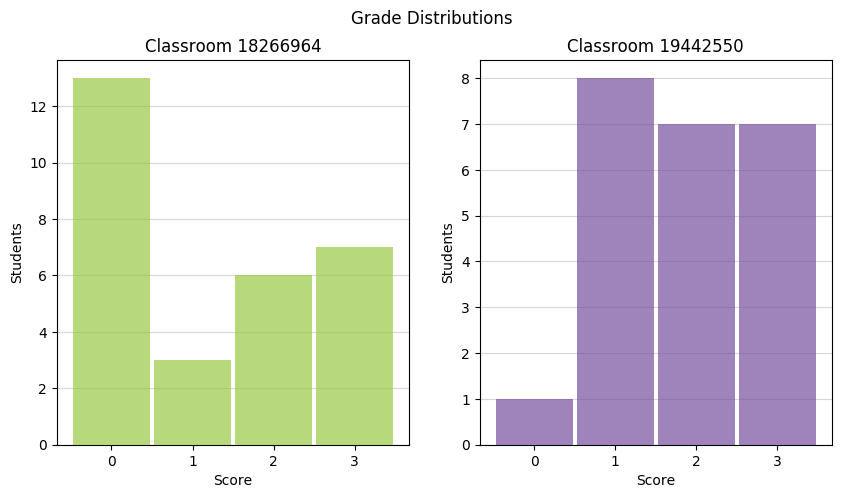 Grade Distributions
Classroom 18266964
12
10
8
6
4
2
0
Students
0 1 2 3
Score
Classroom 19442550
8
7
6
5
4
3
2
1
0
Students
0 1 2 3
Score